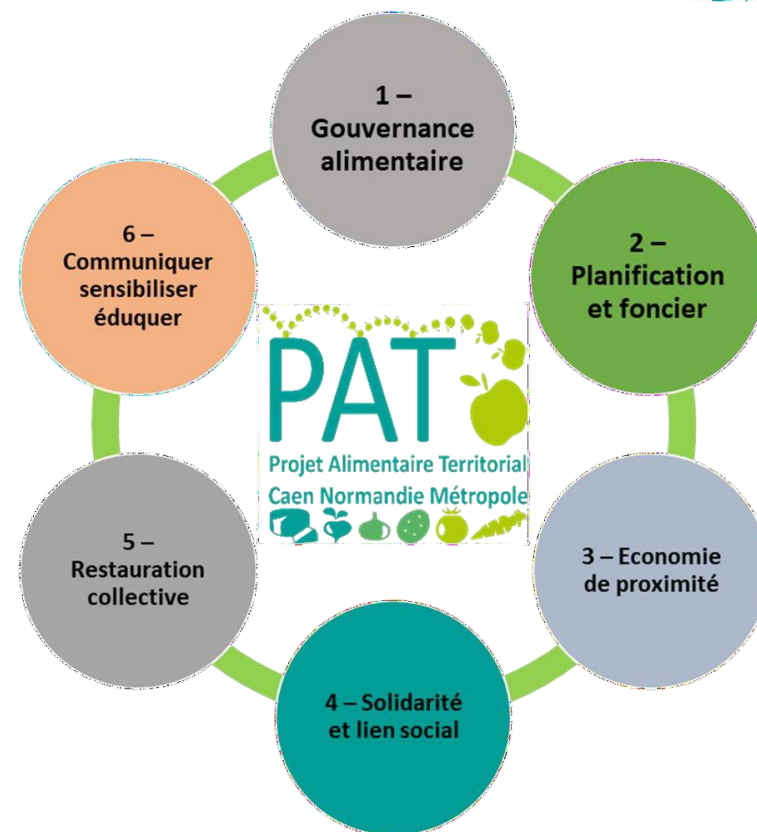 1 –
Gouvernance
alimentaire
2 –
Planification
et foncier
3 – Economie
de proximité
4 – Solidarité
et lien social
5 –
Restauration
collective
6 –
Communiquer
sensibiliser
éduquer
PAT
Projet Alimentaire Territorial
Caen Normandie Métropole